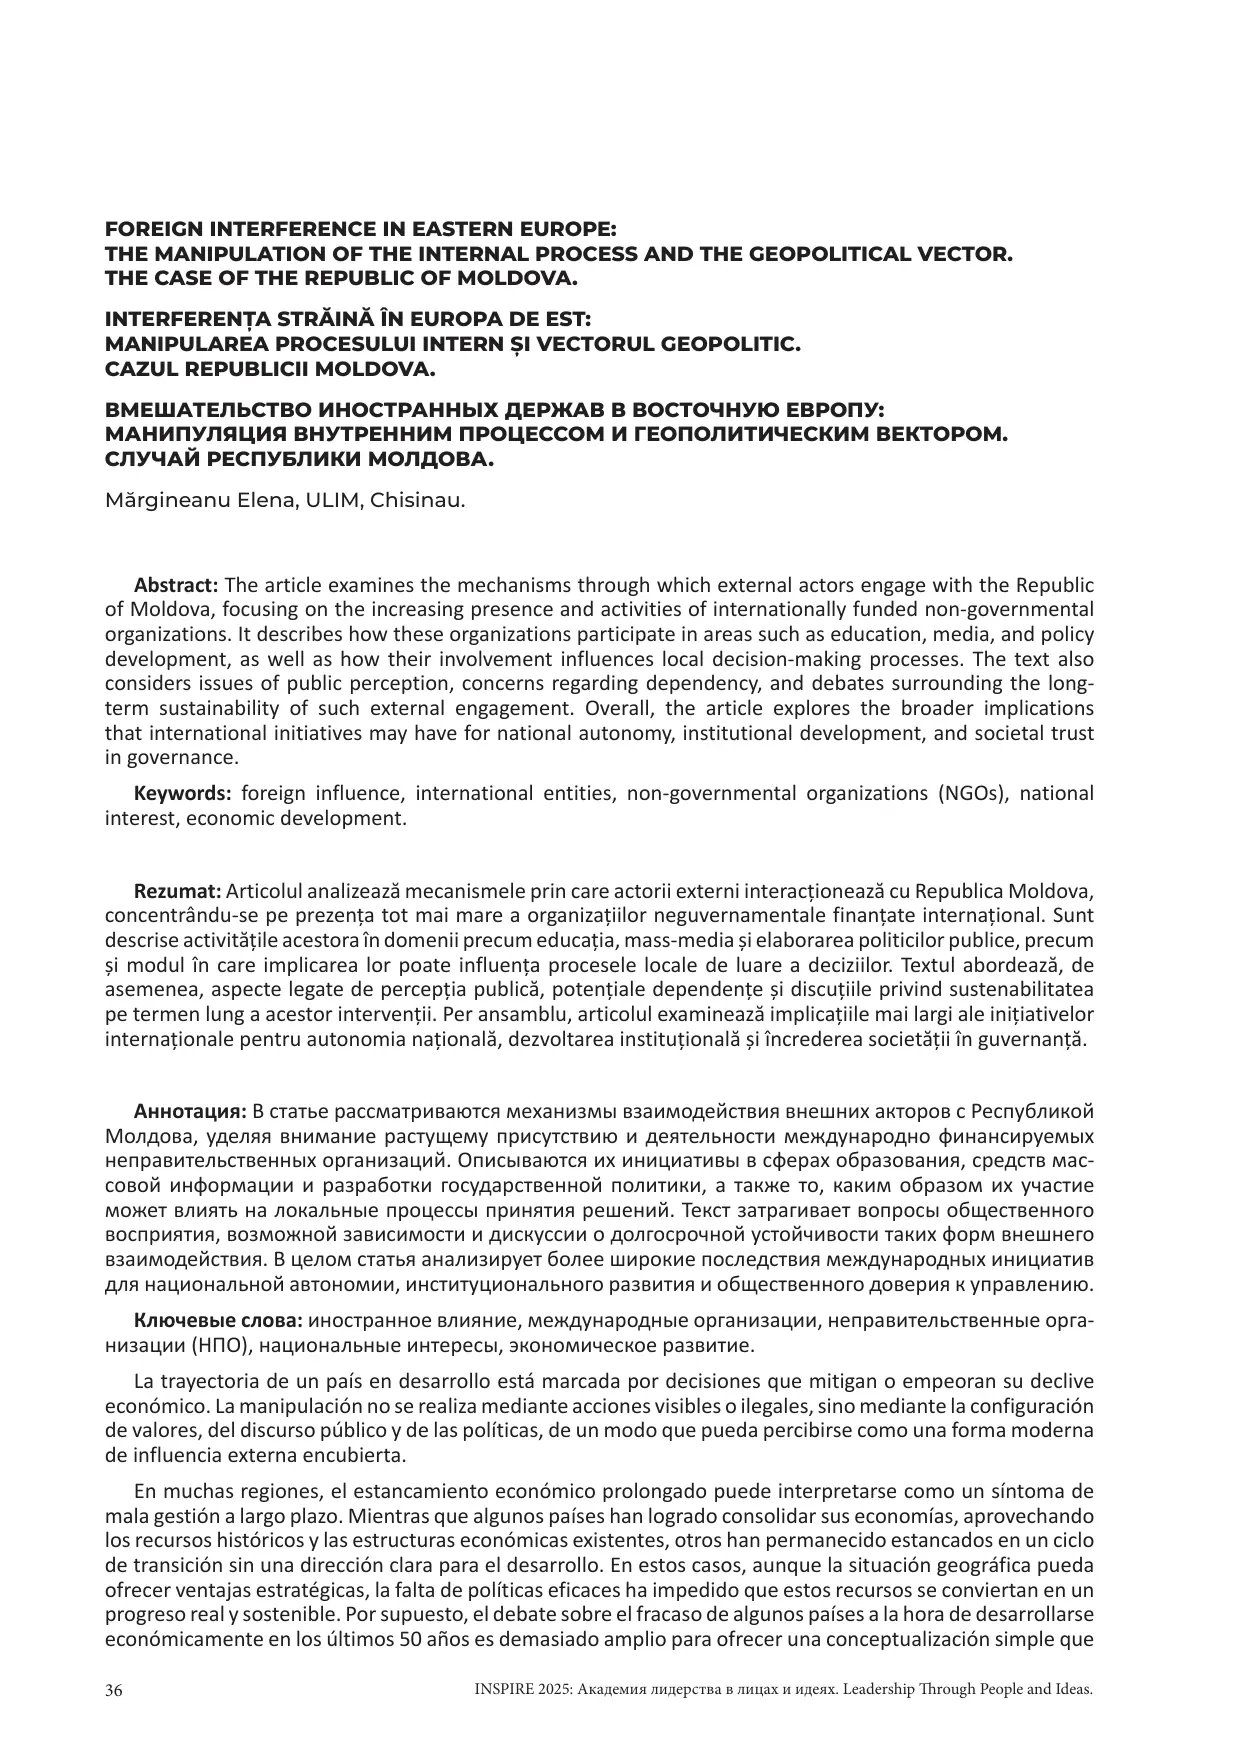 FOREIGN INTERFERENCE IN EASTERN EUROPE:
THE MANIPULATION OF THE INTERNAL PROCESS AND THE GEOPOLITICAL VECTOR.
THE CASE OF THE REPUBLIC OF MOLDOVA.
INTERFERENȚA STRĂINĂ ÎN EUROPA DE EST:
MANIPULAREA PROCESULUI INTERN ȘI VECTORUL GEOPOLITIC.
CAZUL REPUBLICII MOLDOVA.
ВМЕШАТЕЛЬСТВО ИНОСТРАННЫХ ДЕРЖАВ В ВОСТОЧНУЮ ЕВРОПУ:
МАНИПУЛЯЦИЯ ВНУТРЕННИМ ПРОЦЕССОМ И ГЕОПОЛИТИЧЕСКИМ ВЕКТОРОМ.
СЛУЧАЙ РЕСПУБЛИКИ МОЛДОВА.
Mărgineanu Elena, ULIM, Chisinau.
Abstract: The article examines the mechanisms through which external actors engage with the Republic
of Moldova, focusing on the increasing presence and activities of internationally funded non-governmental
organizations. It describes how these organizations participate in areas such as education, media, and policy
development, as well as how their involvement influences local decision-making processes. The text also
considers issues of public perception, concerns regarding dependency, and debates surrounding the long-
term sustainability of such external engagement. Overall, the article explores the broader implications
that international initiatives may have for national autonomy, institutional development, and societal trust
in governance.
Keywords: foreign influence, international entities, non-governmental organizations (NGOs), national
interest, economic development.
Rezumat: Articolul analizează mecanismele prin care actorii externi interacționează cu Republica Moldova,
concentrându-se pe prezența tot mai mare a organizațiilor neguvernamentale finanțate internațional. Sunt
descrise activitățile acestora în domenii precum educația, mass-media și elaborarea politicilor publice, precum
și modul în care implicarea lor poate influența procesele locale de luare a deciziilor. Textul abordează, de
asemenea, aspecte legate de percepția publică, potențiale dependențe și discuțiile privind sustenabilitatea
pe termen lung a acestor intervenții. Per ansamblu, articolul examinează implicațiile mai largi ale inițiativelor
internaționale pentru autonomia națională, dezvoltarea instituțională și încrederea societății în guvernanță.
Аннотация: В статье рассматриваются механизмы взаимодействия внешних акторов с Республикой
Молдова, уделяя внимание растущему присутствию и деятельности международно финансируемых
неправительственных организаций. Описываются их инициативы в сферах образования, средств мас-
совой информации и разработки государственной политики, а также то, каким образом их участие
может влиять на локальные процессы принятия решений. Текст затрагивает вопросы общественного
восприятия, возможной зависимости и дискуссии о долгосрочной устойчивости таких форм внешнего
взаимодействия. В целом статья анализирует более широкие последствия международных инициатив
для национальной автономии, институционального развития и общественного доверия к управлению.
Ключевые слова: иностранное влияние, международные организации, неправительственные орга-
низации (НПО), национальные интересы, экономическое развитие.
La trayectoria de un país en desarrollo está marcada por decisiones que mitigan o empeoran su declive
económico. La manipulación no se realiza mediante acciones visibles o ilegales, sino mediante la configuración
de valores, del discurso público y de las políticas, de un modo que pueda percibirse como una forma moderna
de influencia externa encubierta.
En muchas regiones, el estancamiento económico prolongado puede interpretarse como un síntoma de
mala gestión a largo plazo. Mientras que algunos países han logrado consolidar sus economías, aprovechando
los recursos históricos y las estructuras económicas existentes, otros han permanecido estancados en un ciclo
de transición sin una dirección clara para el desarrollo. En estos casos, aunque la situación geográfica pueda
ofrecer ventajas estratégicas, la falta de políticas eficaces ha impedido que estos recursos se conviertan en un
progreso real y sostenible. Por supuesto, el debate sobre el fracaso de algunos países a la hora de desarrollarse
económicamente en los últimos 50 años es demasiado amplio para ofrecer una conceptualización simple que
36
INSPIRE 2025: Академия лидерства в лицах и идеях. Leadership Through People and Ideas.